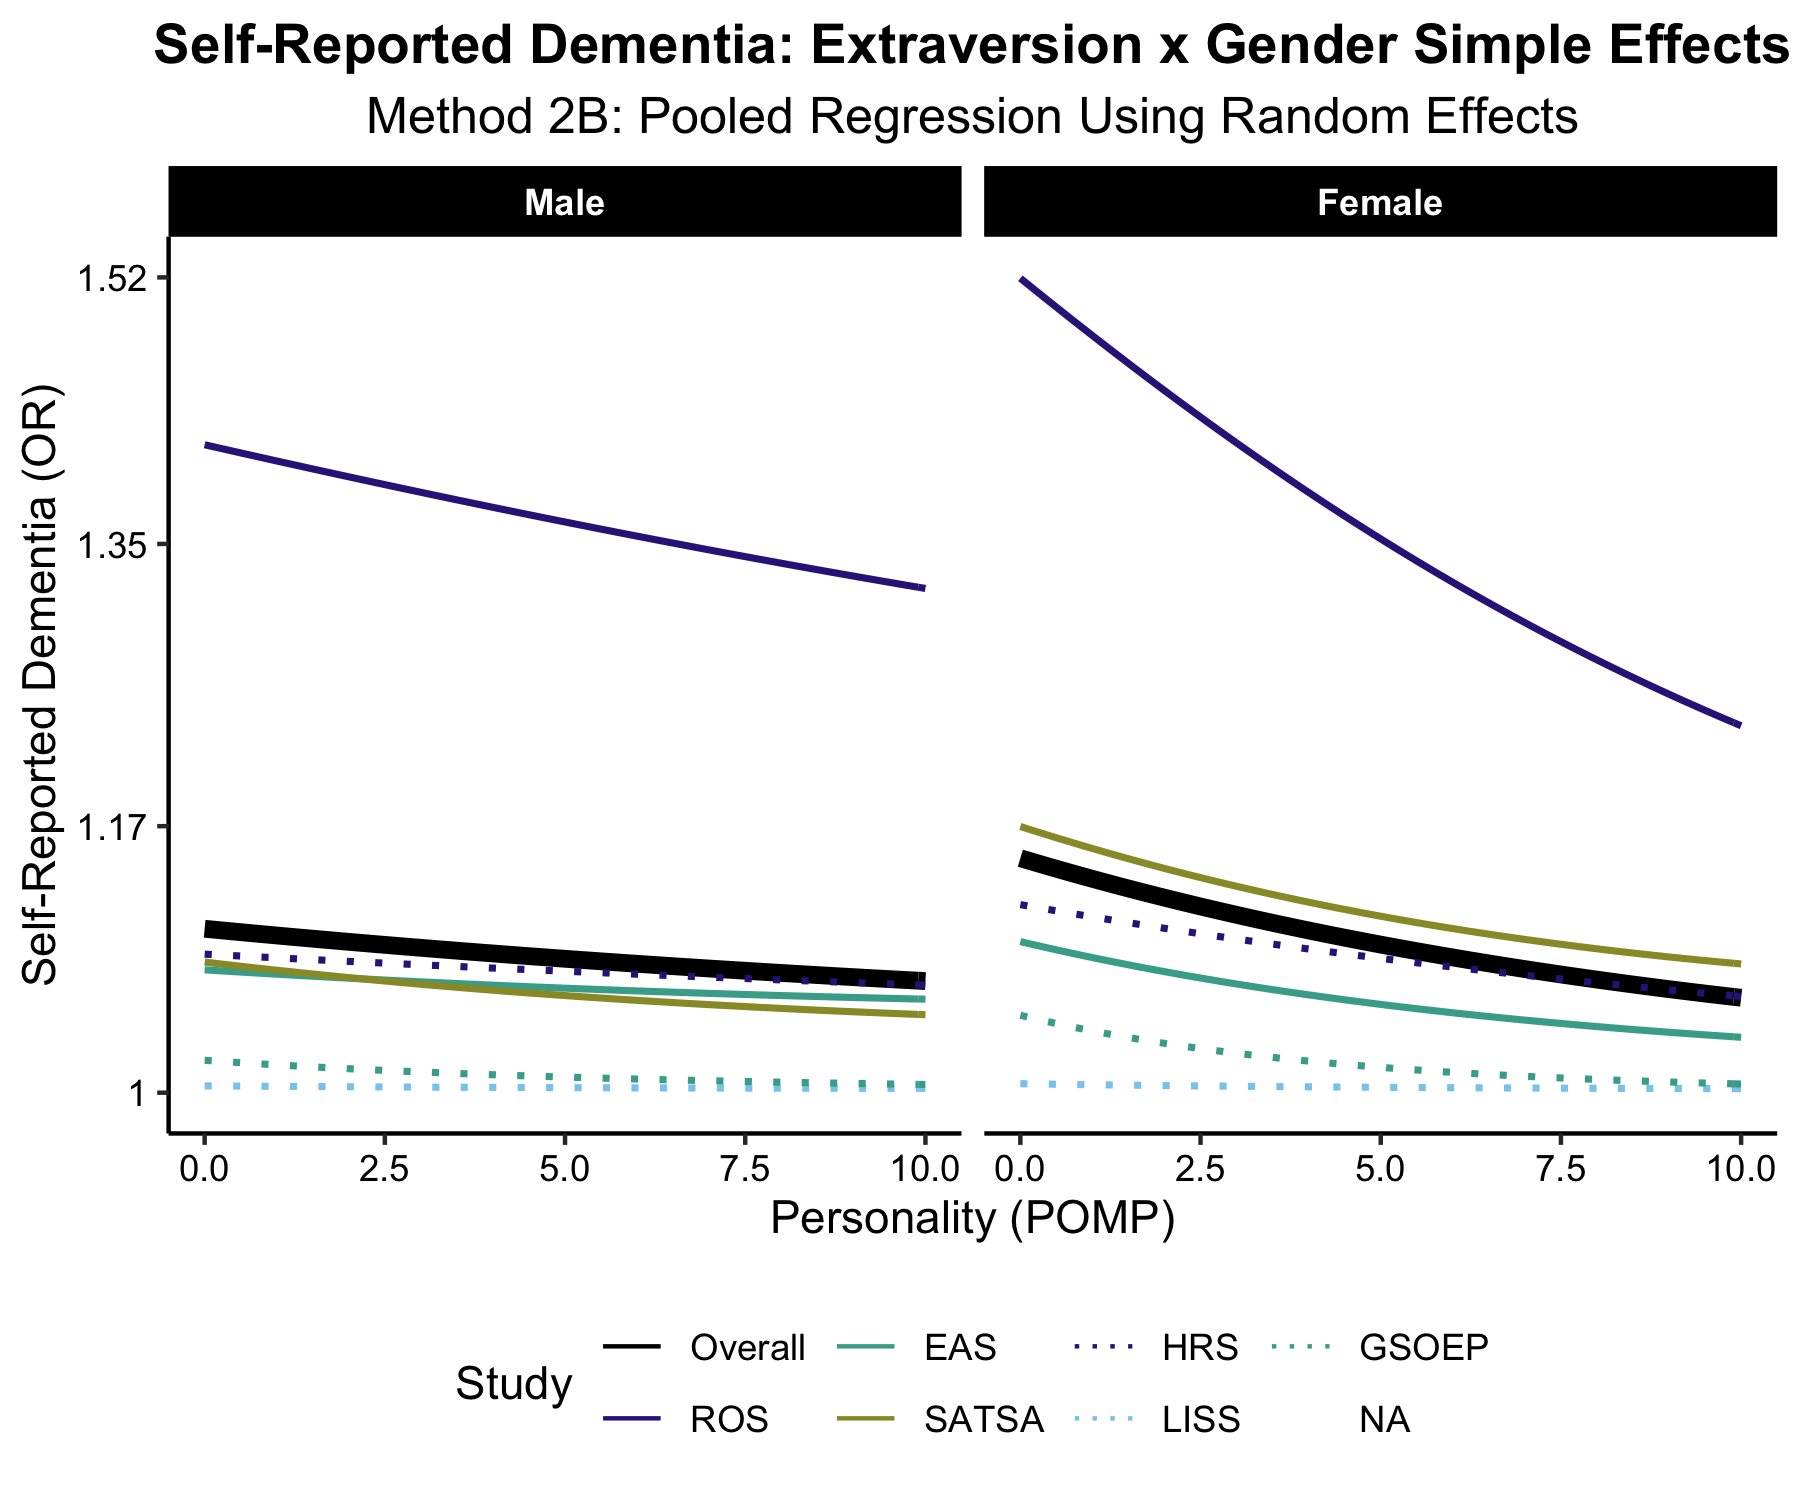 Self-Reported Dementia: Extraversion x Gender Simple Effects
Method 2B: Pooled Regression Using Random Effects
Male
Female
Self-Reported Dementia (OR)
1.52
1.35
1.17
1
0.0 2.5 5.0 7.5 10.0
0.0 2.5 5.0 7.5 10.0
Personality (POMP)
Study
Overall EAS HRS GSOEP
ROS SATSA LISS NA